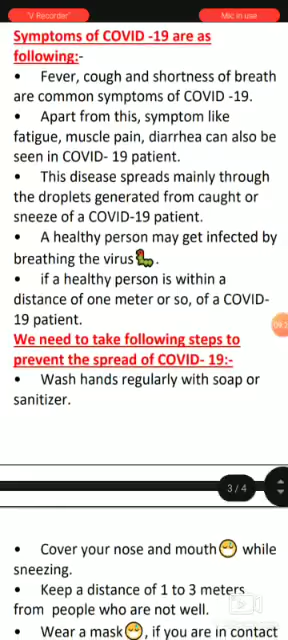 "V Recorder"
Mic in use
Symptoms of COVID -19 are as
following:-
• Fever, cough and shortness of breath
are common symptoms of COVID -19.
• Apart from this, symptom like
fatigue, muscle pain, diarrhea can also be
seen in COVID- 19 patient.
• This disease spreads mainly through
the droplets generated from caught or
sneeze of a COVID-19 patient.
• A healthy person may get infected by
breathing the virus🐛.
• if a healthy person is within a
distance of one meter or so, of a COVID-
19 patient.
We need to take following steps to
prevent the spread of COVID- 19:-
• Wash hands regularly with soap or
sanitizer.
3 / 4
• Cover your nose and mouth😷 while
sneezing.
• Keep a distance of 1 to 3 meters
from people who are not well.
• Wear a mask😷, if you are in contact